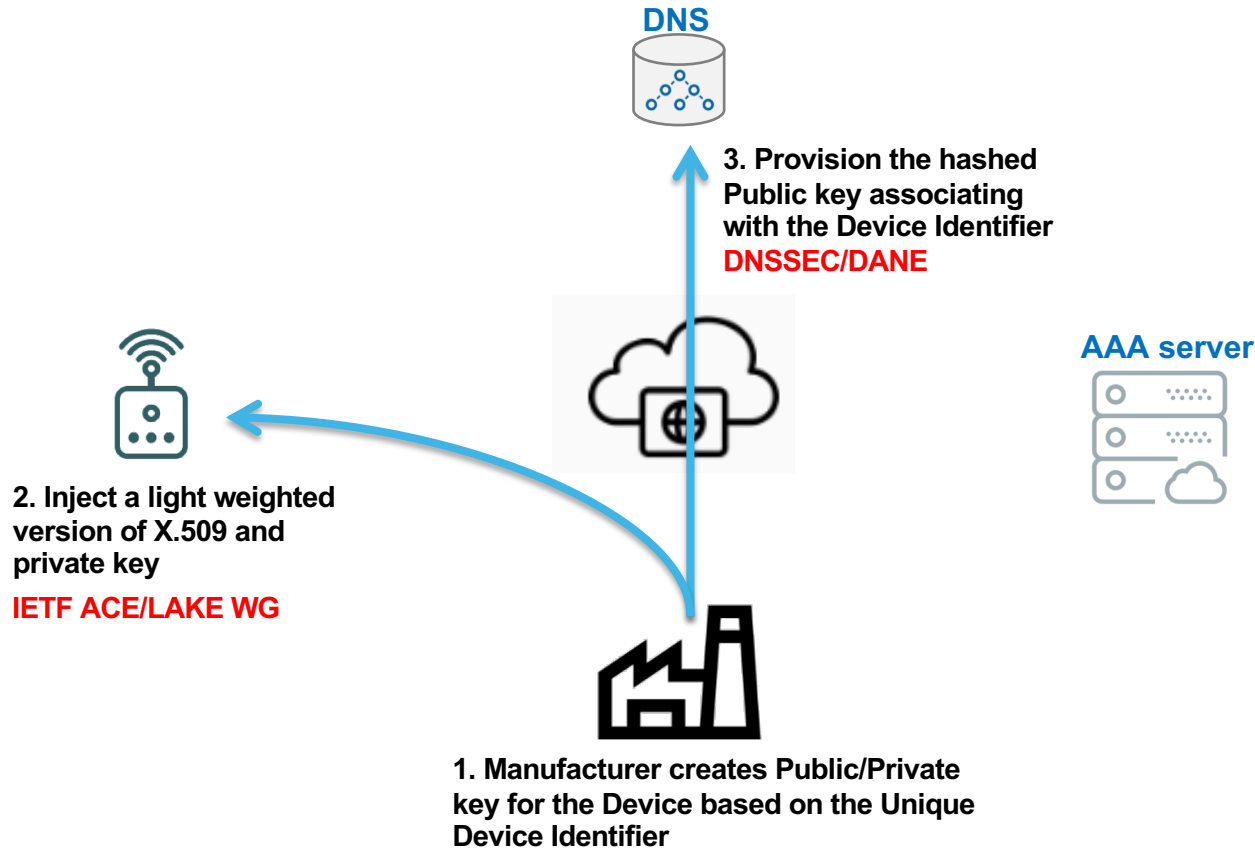 DNS
3. Provision the hashed
Public key associating
with the Device Identifier
DNSSEC/DANE
AAA server
2. Inject a light weighted
version of X.509 and
private key
IETF ACE/LAKE WG
1. Manufacturer creates Public/Private
key for the Device based on the Unique
Device Identifier